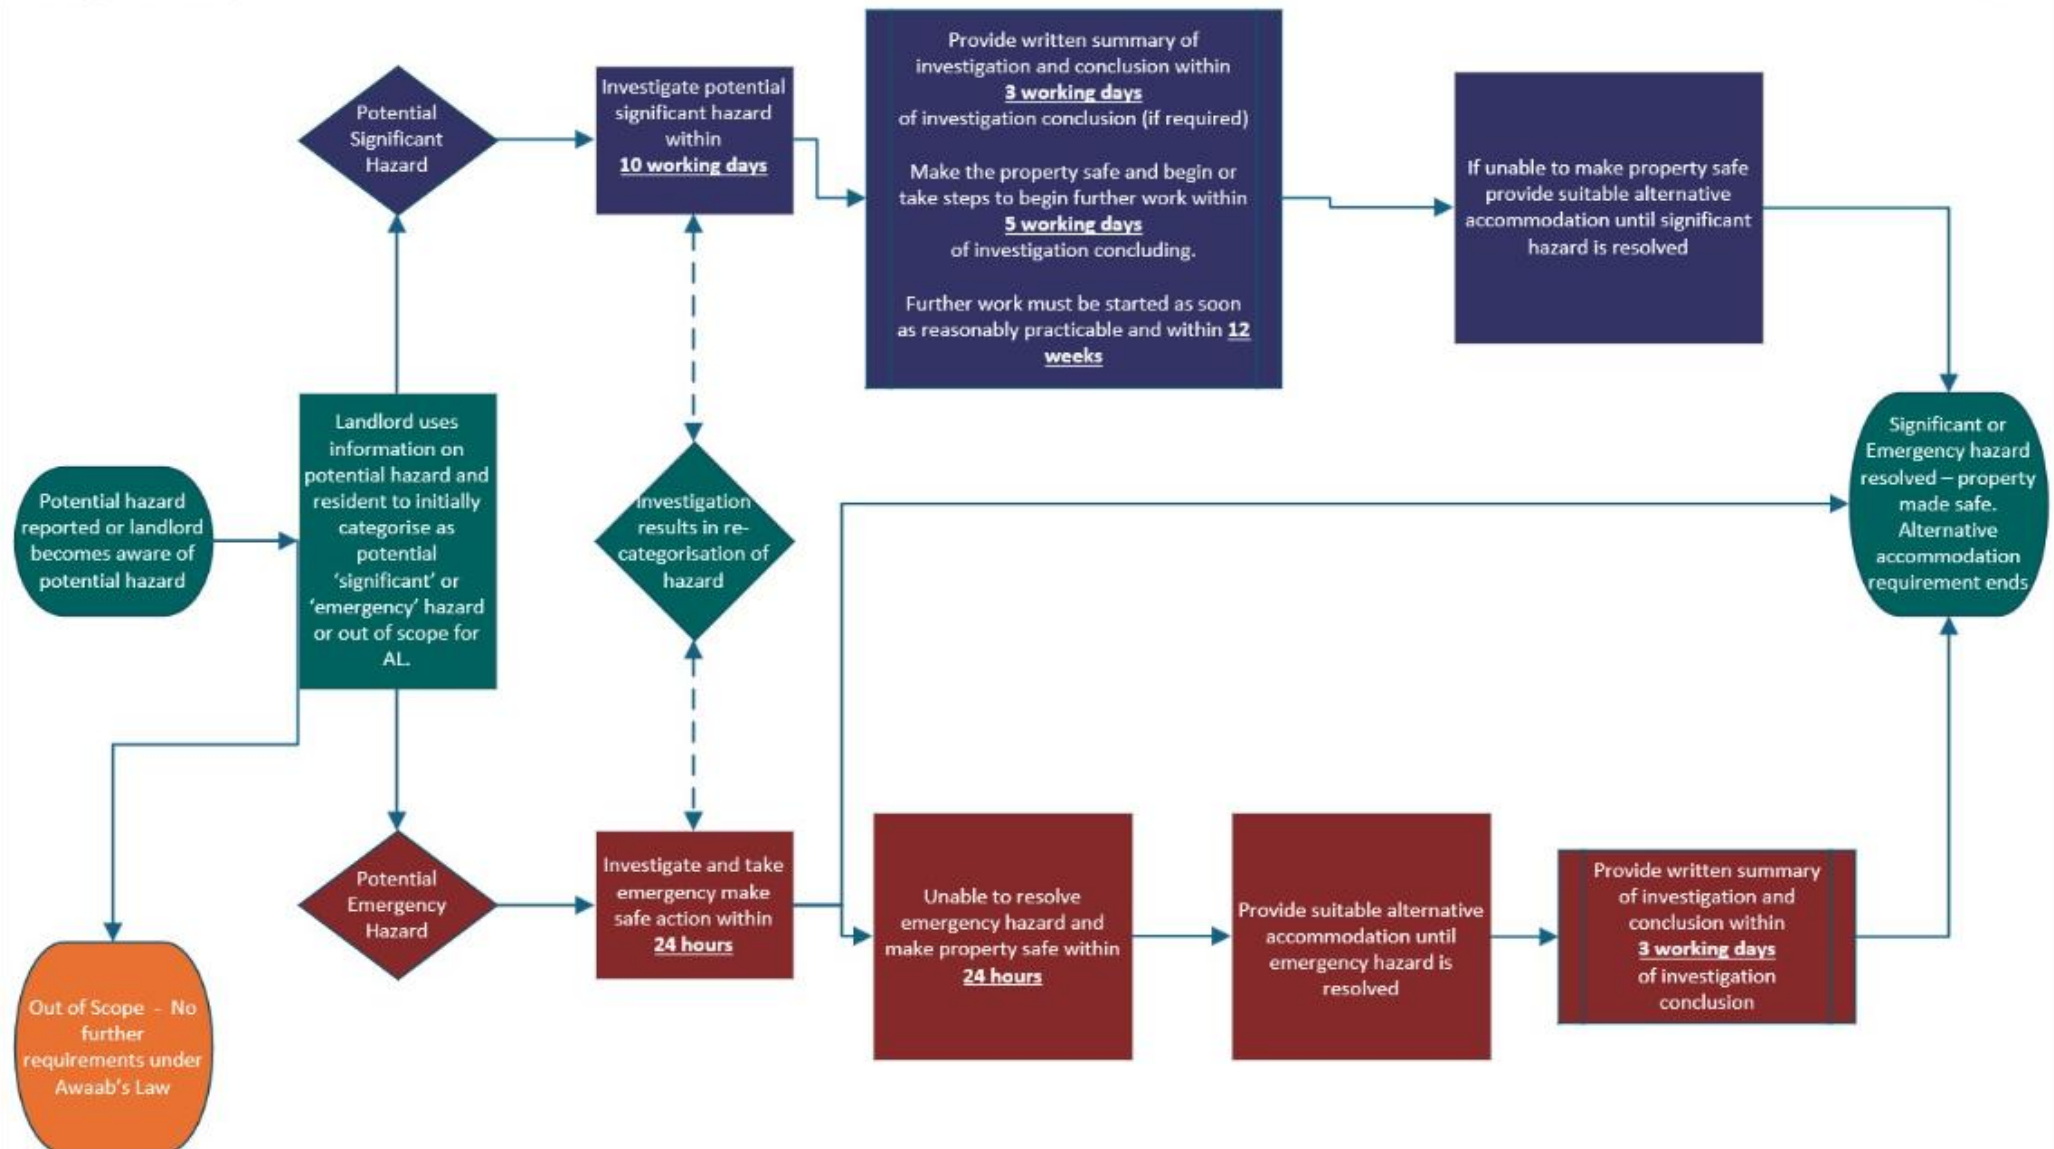 Potential
Significant
Hazard
Investigate potential
significant hazard
within
10 working days
Provide written summary of
investigation and conclusion within
3 working days
of investigation conclusion (if required)
Make the property safe and begin or
take steps to begin further work within
5 working days
of investigation concluding.
Further work must be started as soon
as reasonably practicable and within 12
weeks
If unable to make property safe
provide suitable alternative
accommodation until significant
hazard is resolved
Potential hazard
reported or landlord
becomes aware of
potential hazard
Landlord uses
information on
potential hazard and
resident to initially
categorise as
potential
‘significant’ or
‘emergency’ hazard
or out of scope for
AL.
Investigation
results in re-
categorisation of
hazard
Significant or
Emergency hazard
resolved – property
made safe.
Alternative
accommodation
requirement ends
Potential
Emergency
Hazard
Investigate and take
emergency make
safe action within
24 hours
Unable to resolve
emergency hazard and
make property safe within
24 hours
Provide suitable alternative
accommodation until
emergency hazard is
resolved
Provide written summary
of investigation and
conclusion within
3 working days
of investigation
conclusion
Out of Scope - No
further
requirements under
Awaab’s Law